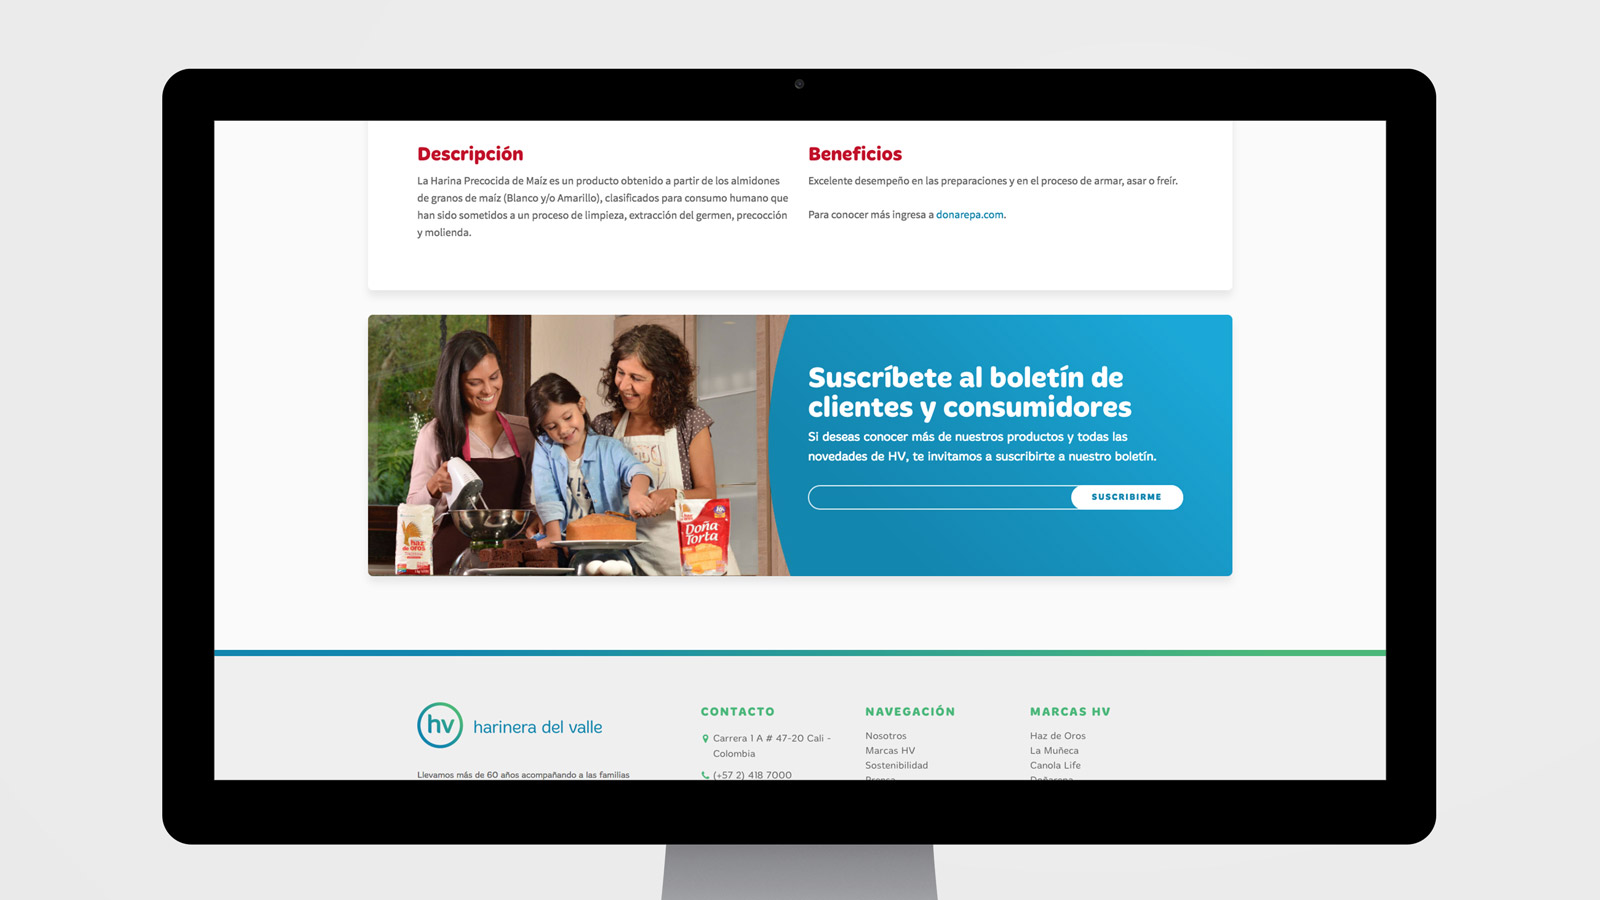 Descripción
La Harina Precocida de Maíz es un producto obtenido a partir de los almidones
de granos de maíz (Blanco y/o Amarillo), clasificados para consumo humano que
han sido sometidos a un proceso de limpieza, extracción del germen, precocción
y molienda.
Beneficios
Excelente desempeño en las preparaciones y en el proceso de armar, asar o freír.
Para conocer más ingresa a donarepa.com.
haz
de oros
Doña
Torta
Suscríbete al boletín de
clientes y consumidores
Si deseas conocer más de nuestros productos y todas las
novedades de HV, te invitamos a suscribirte a nuestro boletín.
SUSCRIBIRME
hv harinera del valle
Llevamos más de 60 años acompañando a las familias
CONTACTO
Carrera 1 A # 47-20 Cali -
Colombia
(+57 2) 418 7000
NAVEGACIÓN
Nosotros
Marcas HV
Sostenibilidad
Prensa
MARCAS HV
Haz de Oros
La Muñeca
Canola Life
Doñarepa